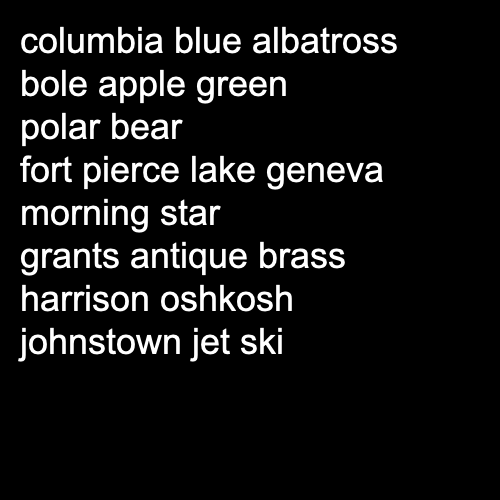 columbia blue albatross
bole apple green
polar bear
fort pierce lake geneva
morning star
grants antique brass
harrison oshkosh
johnstown jet ski